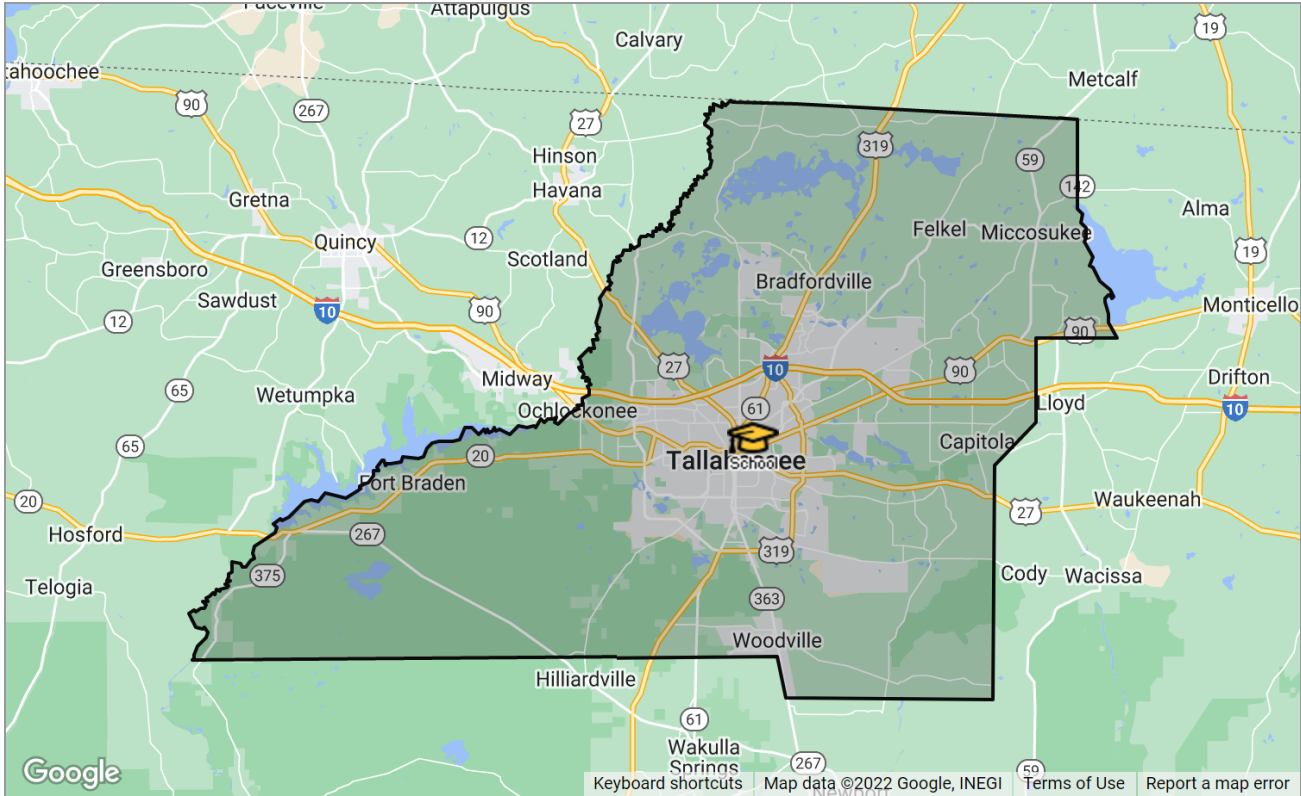 Faceville
Attapulgus
Calvary
19
tahoochee
Metcalf
90
267
27
319
59
Hinson
Havana
142
Gretna
Alma
Quincy
12
Felkel
Miccosukee
Scotland
19
Greensboro
Bradfordville
Sawdust
10
90
Monticello
12
90
27
10
90
65
Midway
Drifton
Wetumpka
Ochlockonee
61
Lloyd
10
65
Capitola
20
School
Fort Braden
20
Waukeenah
27
Hosford
267
319
375
Cody
Wacissa
Telogia
363
Woodville
Hilliardville
61
Wakulla
Springs
267
59
Google
Keyboard shortcuts
Map data ©2022 Google, INEGI
Terms of Use
Report a map error